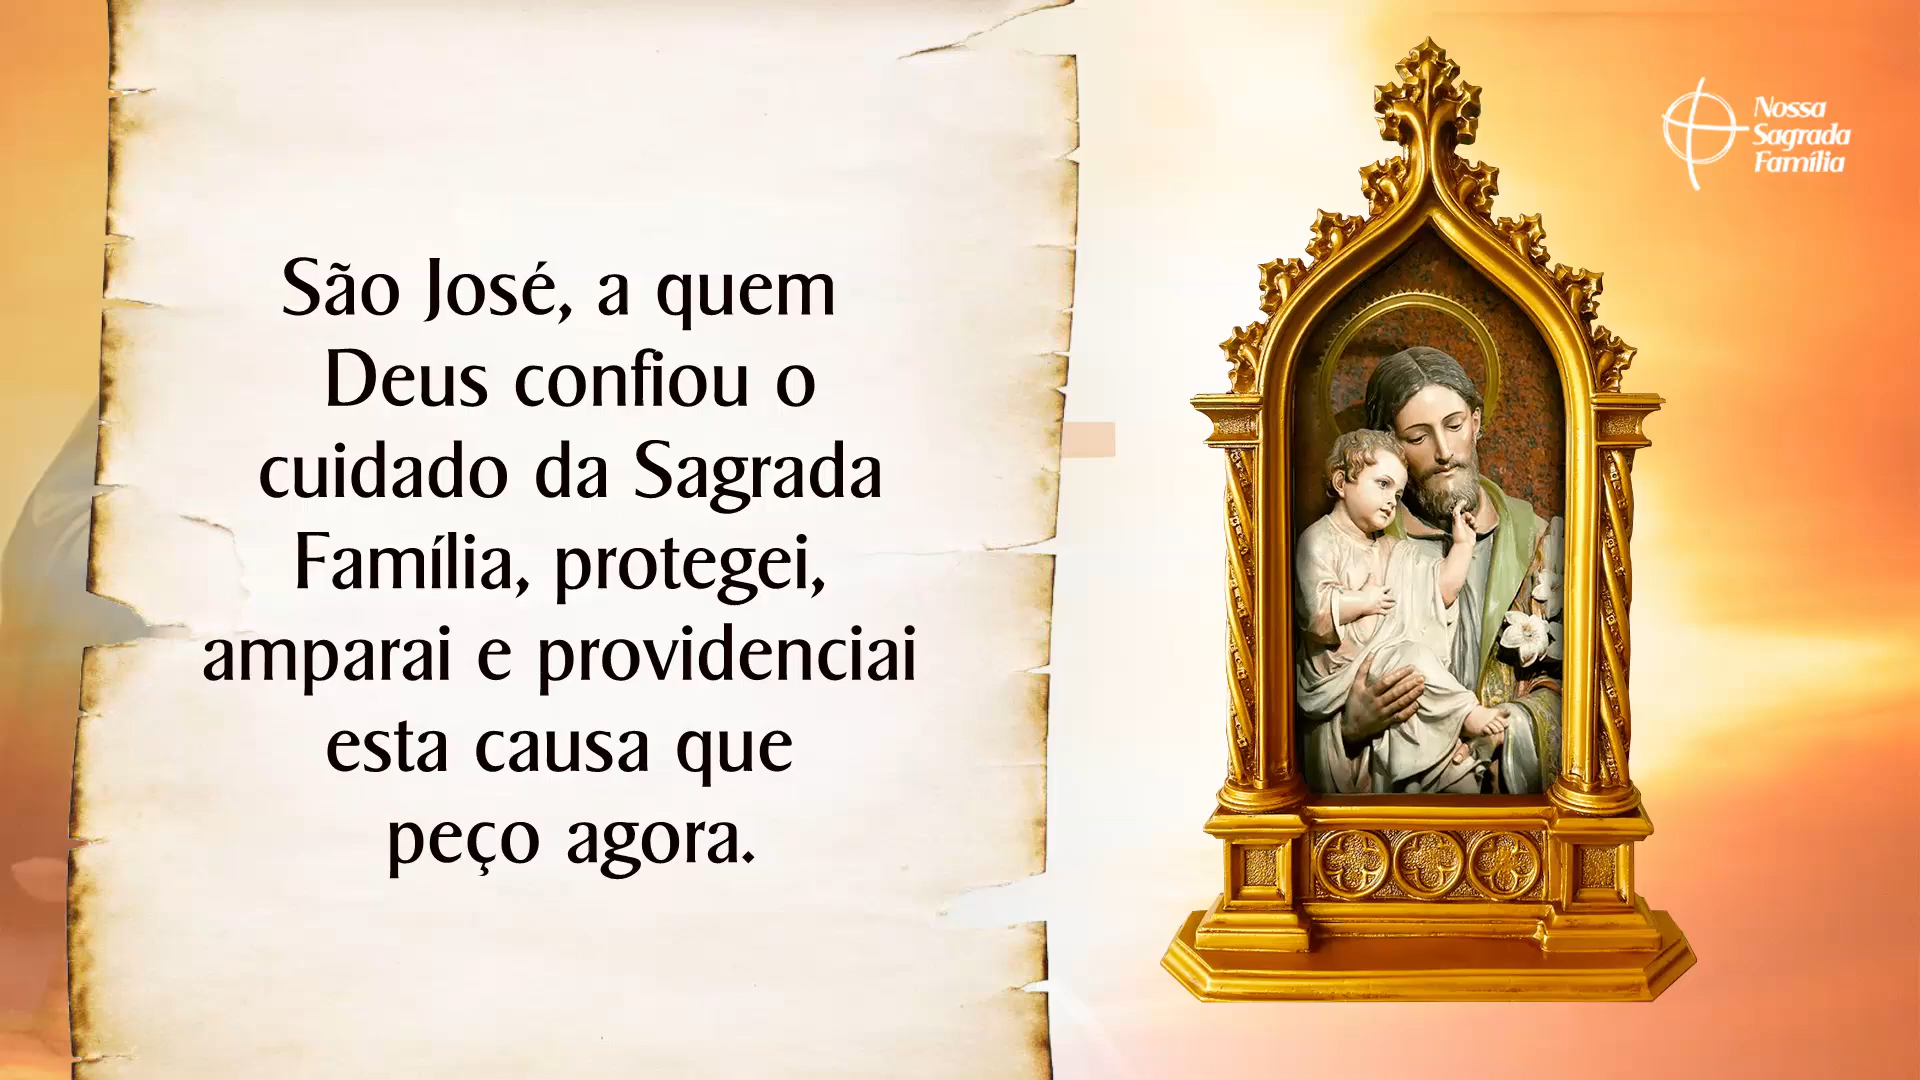 São José, a quem
Deus confiou o
cuidado da Sagrada
Família, protegei,
amparai e providenciai
esta causa que
peço agora.
Nossa
Sagrada
Família